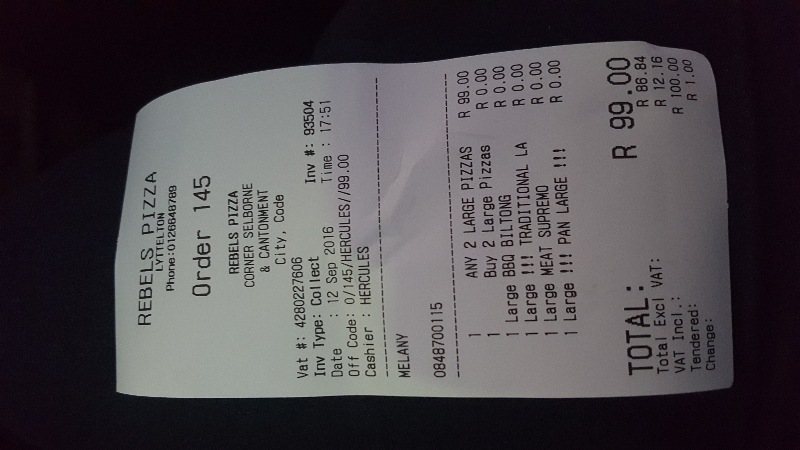 REBELS PIZZA
LYTTELTON
Phone:0126648789
Order 145
REBELS PIZZA
CORNER SELBORNE
& CANTONMENT
City, Code
Vat #: 4280227606
Inv Type: Collect Inv #: 93504
Date : 12 Sep 2016 Time : 17:51
Off Code: 0/145/HERCULES//99.00
Cashier : HERCULES
MELANY
0848700115
1 ANY 2 LARGE PIZZAS R 99.00
1 Buy 2 Large Pizzas R 0.00
1 Large BBQ BILTONG R 0.00
1 Large !!! TRADITIONAL LA R 0.00
1 Large MEAT SUPREMO R 0.00
1 Large !!! PAN LARGE !!! R 0.00
TOTAL: R 99.00
Total Excl VAT: R 86.84
VAT Incl.: R 12.16
Tendered: R 100.00
Change: R 1.00